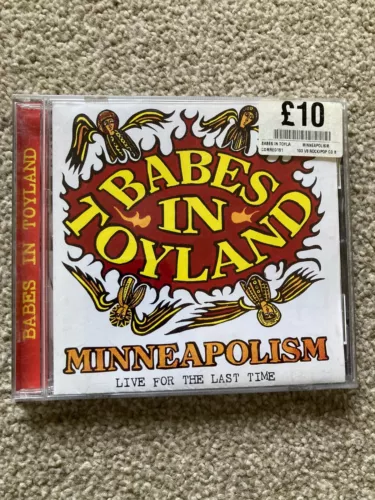 £10
BABES IN TOYLA MINNEAPOLISM
BABES
IN
TOYLAND
MINNEAPOLISM
LIVE FOR THE LAST TIME
BABES IN TOYLAND